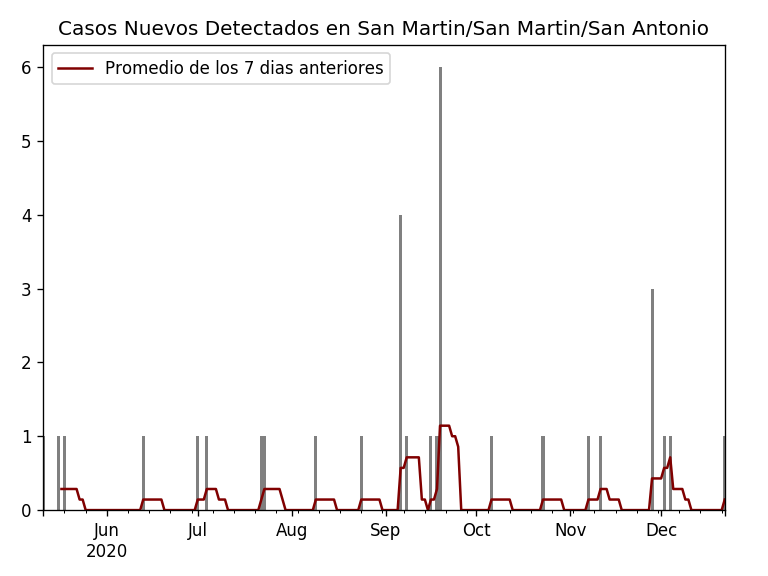 Casos Nuevos Detectados en San Martin/San Martin/San Antonio
Promedio de los 7 dias anteriores
6
5
4
3
2
1
0
Jun Jul Aug Sep Oct Nov Dec
2020